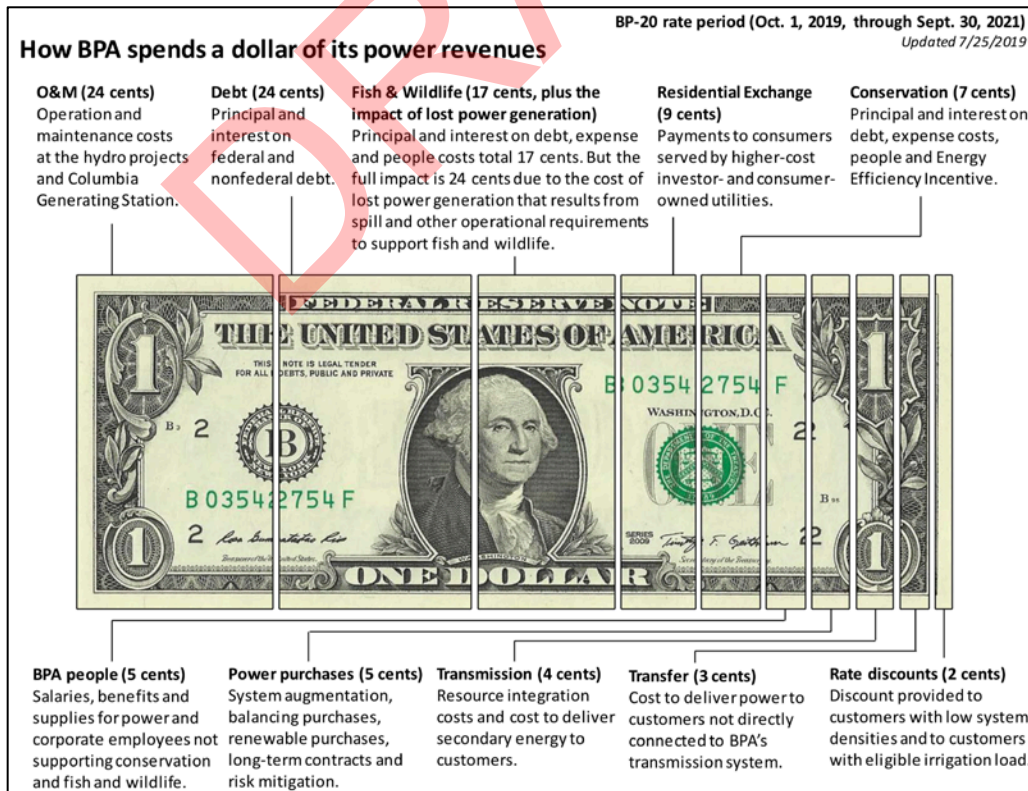 BP-20 rate period (Oct. 1, 2019, through Sept. 30, 2021)
Updated 7/25/2019
How BPA spends a dollar of its power revenues
O&M (24 cents)
Operation and
maintenance costs
at the hydro projects
and Columbia
Generating Station.
Debt (24 cents)
Principal and
interest on
federal and
nonfederal debt.
Fish & Wildlife (17 cents, plus the
impact of lost power generation)
Principal and interest on debt, expense
and people costs total 17 cents. But the
full impact is 24 cents due to the cost of
lost power generation that results from
spill and other operational requirements
to support fish and wildlife.
Residential Exchange
(9 cents)
Payments to consumers
served by higher-cost
investor- and consumer-
owned utilities.
Conservation (7 cents)
Principal and interest on
debt, expense costs,
people and Energy
Efficiency Incentive.
FEDERAL RESERVE NOTE
THE UNITED STATES OF AMERICA
THIS NOTE IS LEGAL TENDER
FOR ALL DEBTS, PUBLIC AND PRIVATE
B 03542754 F
WASHINGTON, D.C.
1
1
2
2
B
ONE
B 03542754 F
2
2
SERIES
2009
1
1
ONE DOLLAR
BPA people (5 cents)
Salaries, benefits and
supplies for power and
corporate employees not
supporting conservation
and fish and wildlife.
Power purchases (5 cents)
System augmentation,
balancing purchases,
renewable purchases,
long-term contracts and
risk mitigation.
Transmission (4 cents)
Resource integration
costs and cost to deliver
secondary energy to
customers.
Transfer (3 cents)
Cost to deliver power to
customers not directly
connected to BPA's
transmission system.
Rate discounts (2 cents)
Discount provided to
customers with low system
densities and to customers
with eligible irrigation load.